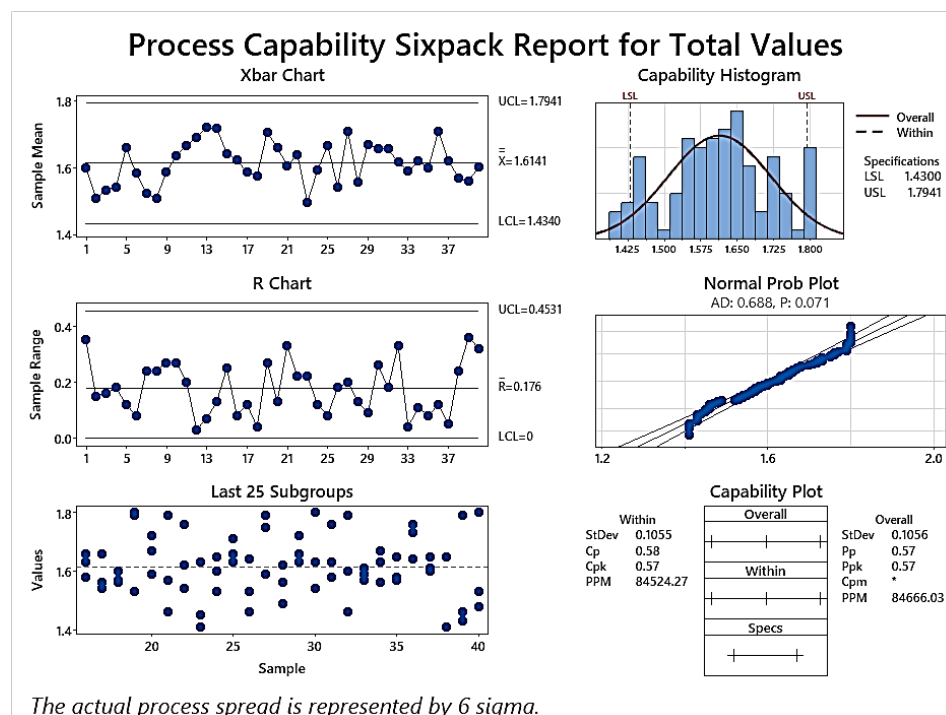 Process Capability Sixpack Report for Total Values
Xbar Chart
1.8
1.6
1.4
Sample Mean
1 5 9 13 17 21 25 29 33 37
UCL=1.7941
X=1.6141
LCL=1.4340
Capability Histogram
LSL USL
1.425 1.500 1.575 1.650 1.725 1.800
Overall
Within
Specifications
LSL 1.4300
USL 1.7941
R Chart
0.4
0.2
0.0
Sample Range
1 5 9 13 17 21 25 29 33 37
UCL=0.4531
R=0.176
LCL=0
Normal Prob Plot
AD: 0.688, P: 0.071
1.2 1.6 2.0
Last 25 Subgroups
1.8
1.6
1.4
Values
20 25 30 35 40
Sample
Capability Plot
Within
StDev 0.1055
Cp 0.58
Cpk 0.57
PPM 84524.27
Overall
Within
Specs
Overall
StDev 0.1056
Pp 0.57
Ppk 0.57
Cpm *
PPM 84666.03
The actual process spread is represented by 6 sigma.